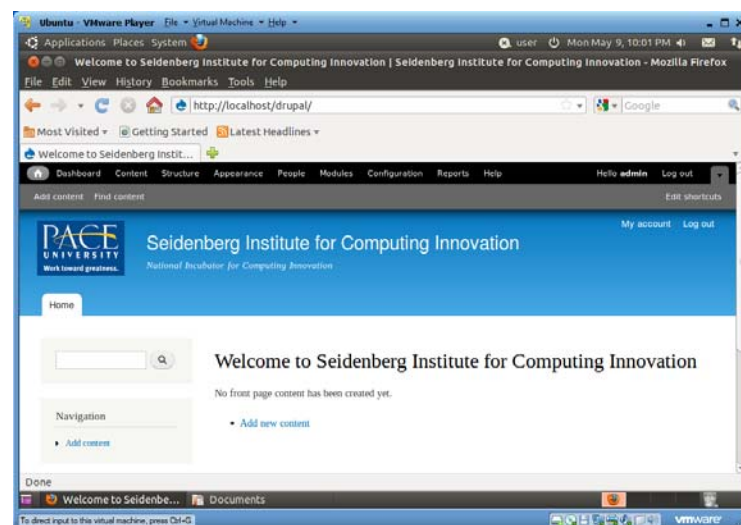 Ubuntu - VMware Player File Virtual Machine Help
Applications Places System user Mon May 9, 10:01 PM
Welcome to Seidenberg Institute for Computing Innovation | Seidenberg Institute for Computing Innovation - Mozilla Firefox
File Edit View History Bookmarks Tools Help
http://localhost/drupal/ Google
Most Visited Getting Started Latest Headlines
Welcome to Seidenberg Instit...
Dashboard Content Structure Appearance People Modules Configuration Reports Help Hello admin Log out
Add content Find content Edit shortcuts
My account Log out
PACE
UNIVERSITY
Work toward greatness.
Seidenberg Institute for Computing Innovation
National Incubator for Computing Innovation
Home
Welcome to Seidenberg Institute for Computing Innovation
No front page content has been created yet.
Add new content
Navigation
Add content
Done
Welcome to Seidenbe... Documents
To direct input to this virtual machine, press Ctrl+G. vmware